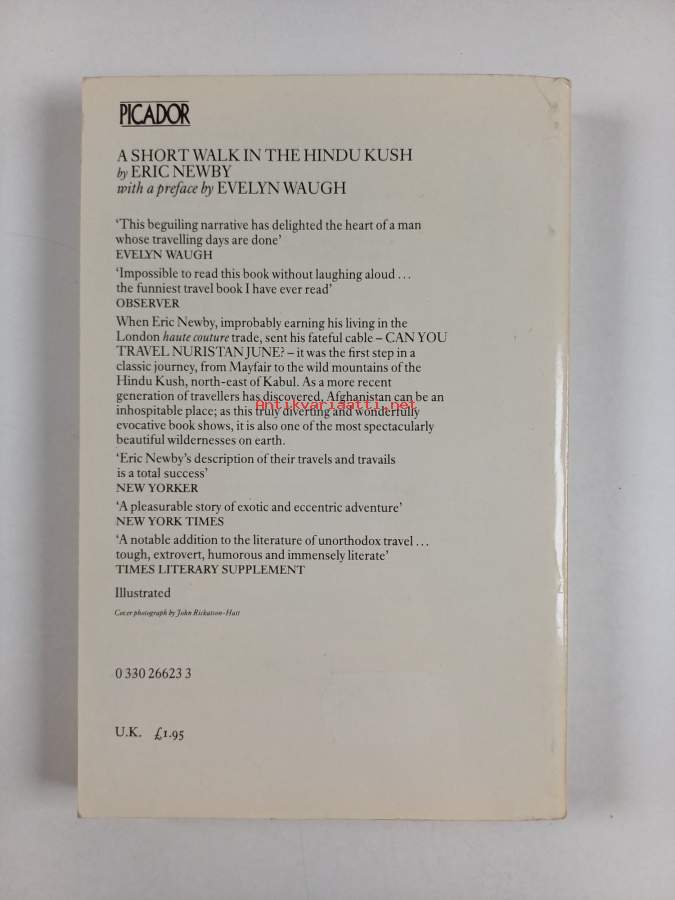 PICADOR
A SHORT WALK IN THE HINDU KUSH
by ERIC NEWBY
with a preface by EVELYN WAUGH
‘This beguiling narrative has delighted the heart of a man
whose travelling days are done’
EVELYN WAUGH
‘Impossible to read this book without laughing aloud …
the funniest travel book I have ever read’
OBSERVER
When Eric Newby, improbably earning his living in the
London haute couture trade, sent his fateful cable – CAN YOU
TRAVEL NURISTAN JUNE? – it was the first step in a
classic journey, from Mayfair to the wild mountains of the
Hindu Kush, north-east of Kabul. As a more recent
generation of travellers has discovered, Afghanistan can be an
Antikvariaatti.net
inhospitable place; as this truly diverting and wonderfully
evocative book shows, it is also one of the most spectacularly
beautiful wildernesses on earth.
‘Eric Newby’s description of their travels and travails
is a total success’
NEW YORKER
‘A pleasurable story of exotic and eccentric adventure’
NEW YORK TIMES
‘A notable addition to the literature of unorthodox travel …
tough, extrovert, humorous and immensely literate’
TIMES LITERARY SUPPLEMENT
Illustrated
Cover photograph by John Rickatson-Hatt
0 330 26623 3
U.K. £1.95